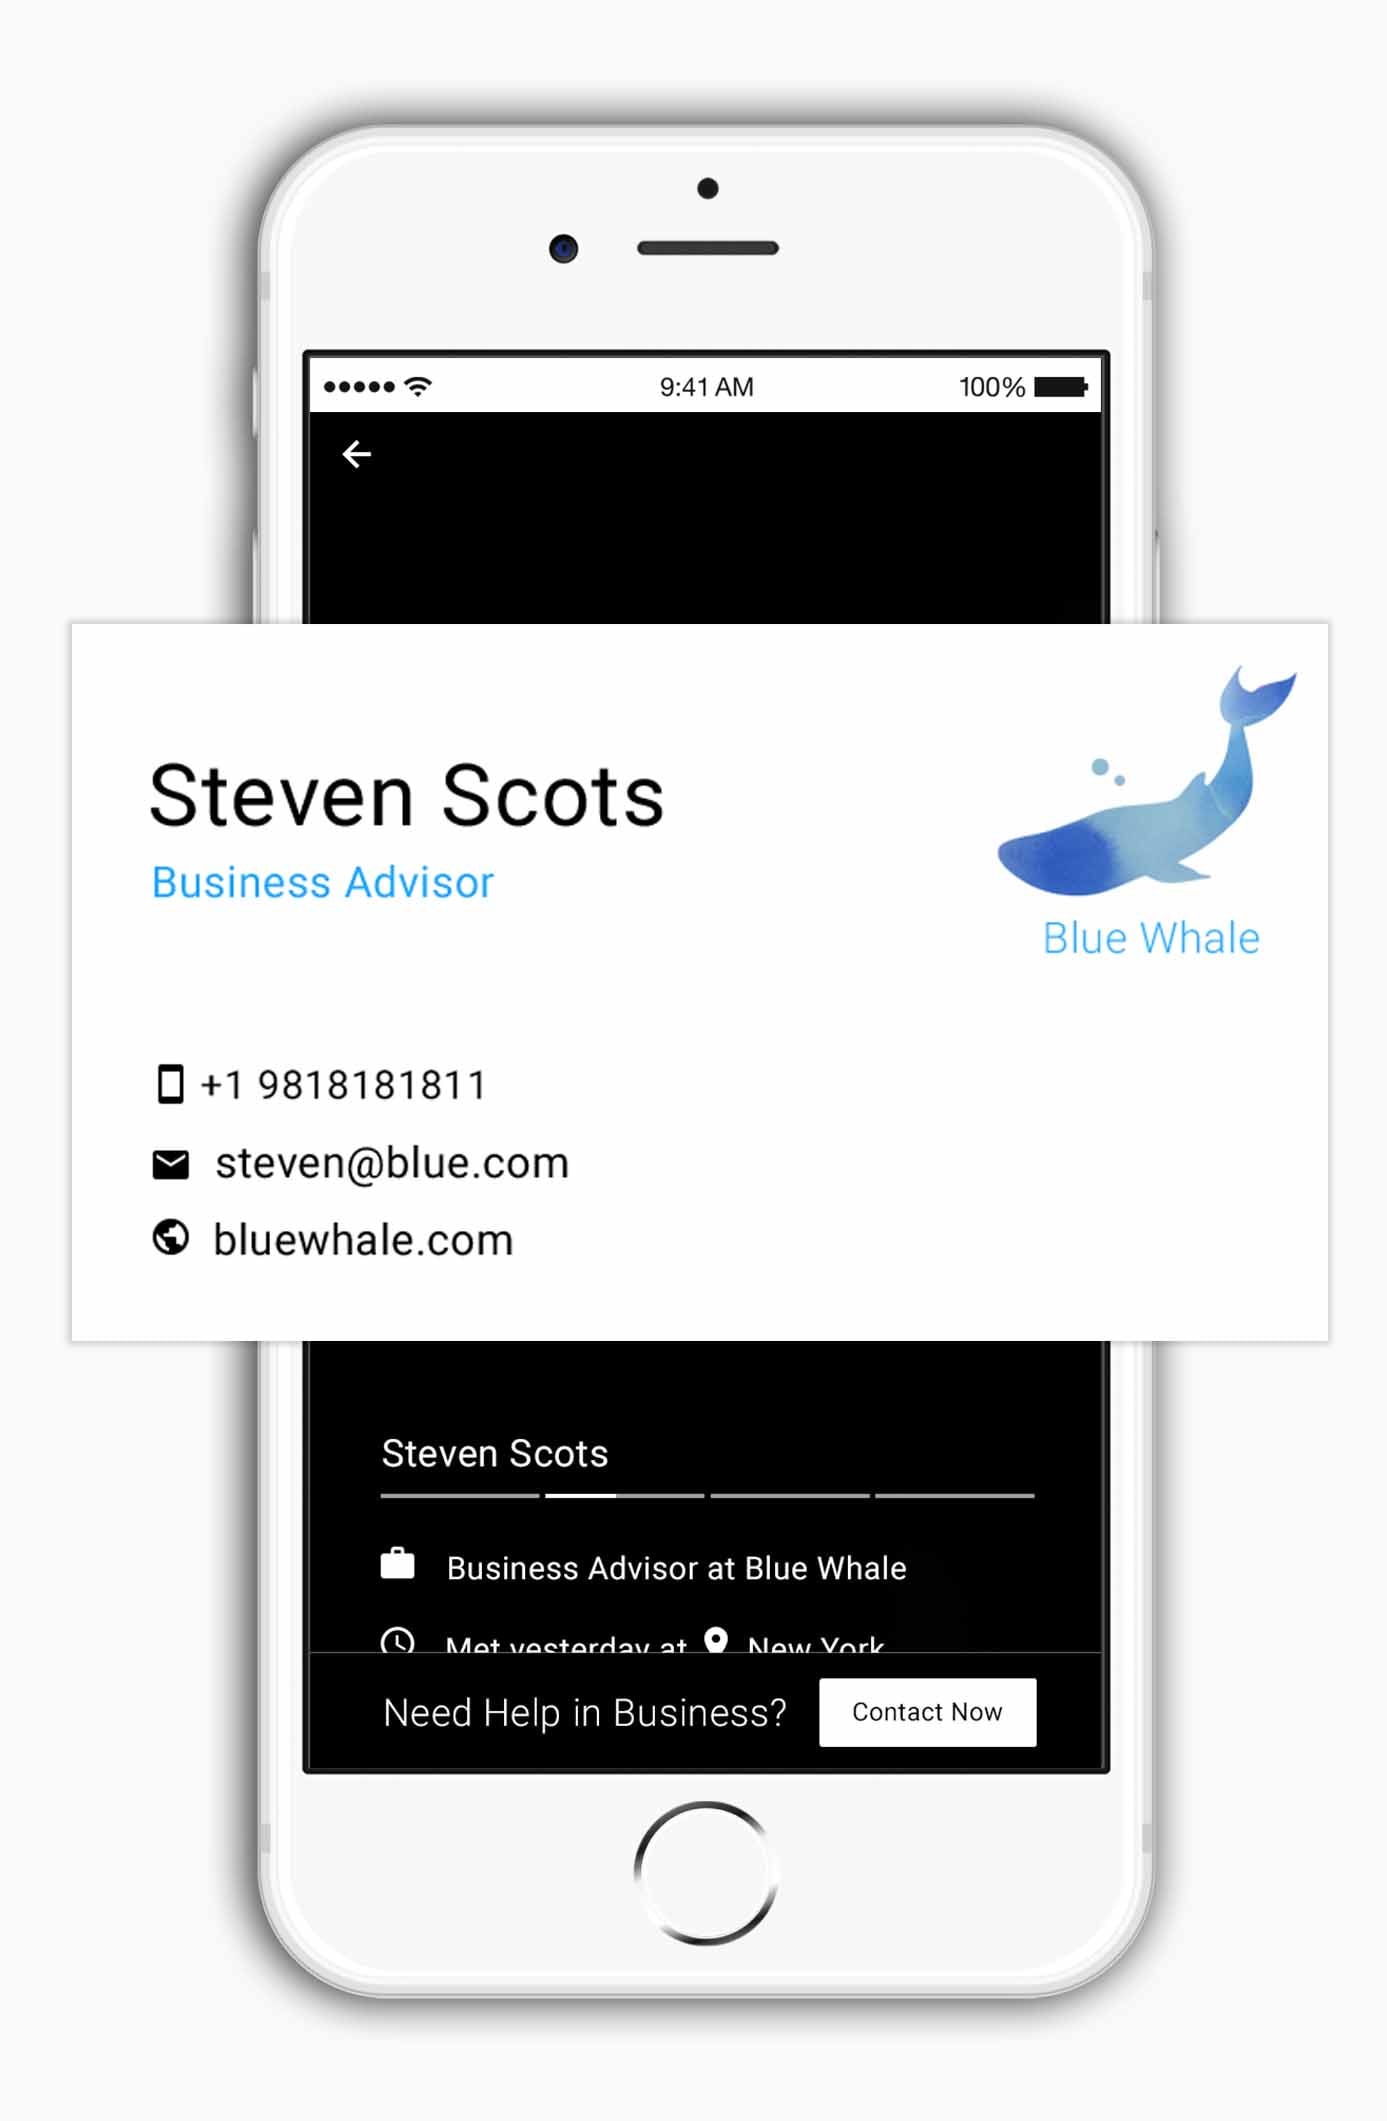 9:41 AM 100%
Steven Scots
Business Advisor
Blue Whale
+1 9818181811
steven@blue.com
bluewhale.com
Steven Scots
Business Advisor at Blue Whale
Met yesterday at New York
Need Help in Business? Contact Now